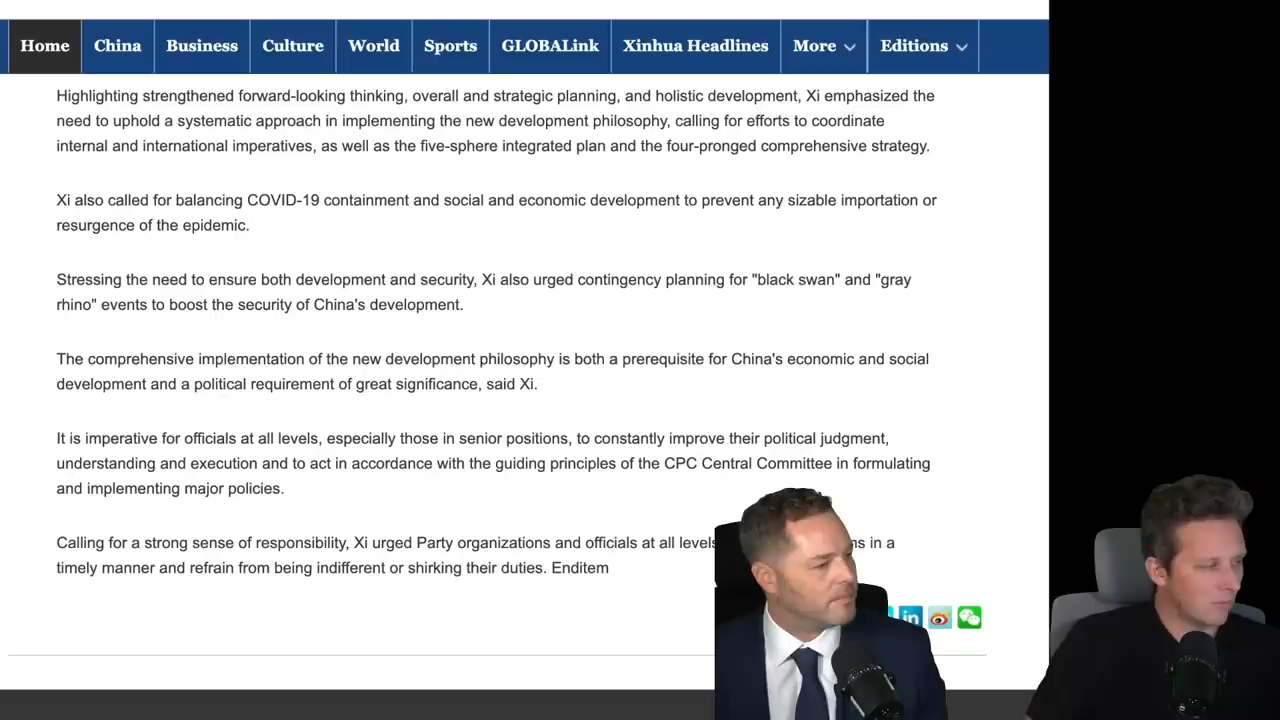 Home China Business Culture World Sports GLOBALink Xinhua Headlines More Editions
Highlighting strengthened forward-looking thinking, overall and strategic planning, and holistic development, Xi emphasized the
need to uphold a systematic approach in implementing the new development philosophy, calling for efforts to coordinate
internal and international imperatives, as well as the five-sphere integrated plan and the four-pronged comprehensive strategy.
Xi also called for balancing COVID-19 containment and social and economic development to prevent any sizable importation or
resurgence of the epidemic.
Stressing the need to ensure both development and security, Xi also urged contingency planning for "black swan" and "gray
rhino" events to boost the security of China's development.
The comprehensive implementation of the new development philosophy is both a prerequisite for China's economic and social
development and a political requirement of great significance, said Xi.
It is imperative for officials at all levels, especially those in senior positions, to constantly improve their political judgment,
understanding and execution and to act in accordance with the guiding principles of the CPC Central Committee in formulating
and implementing major policies.
Calling for a strong sense of responsibility, Xi urged Party organizations and officials at all levels in a
timely manner and refrain from being indifferent or shirking their duties. Enditem
in